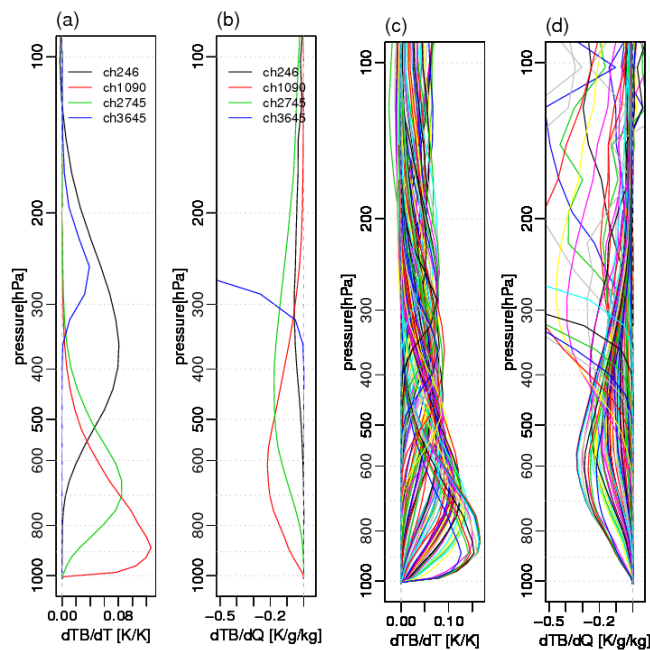 (a)
(b)
(c)
(d)
pressure[hPa]
100
200
300
400
500
600
800
1000
ch246
ch1090
ch2745
ch3645
0.00
0.08
dTB/dT [K/K]
pressure[hPa]
100
200
300
400
500
600
800
1000
ch246
ch1090
ch2745
ch3645
−0.5
−0.2
dTB/dQ [K/g/kg]
pressure[hPa]
100
200
300
400
500
600
800
1000
0.00
0.10
dTB/dT [K/K]
pressure[hPa]
100
200
300
400
500
600
800
1000
−0.5
−0.2
dTB/dQ [K/g/kg]